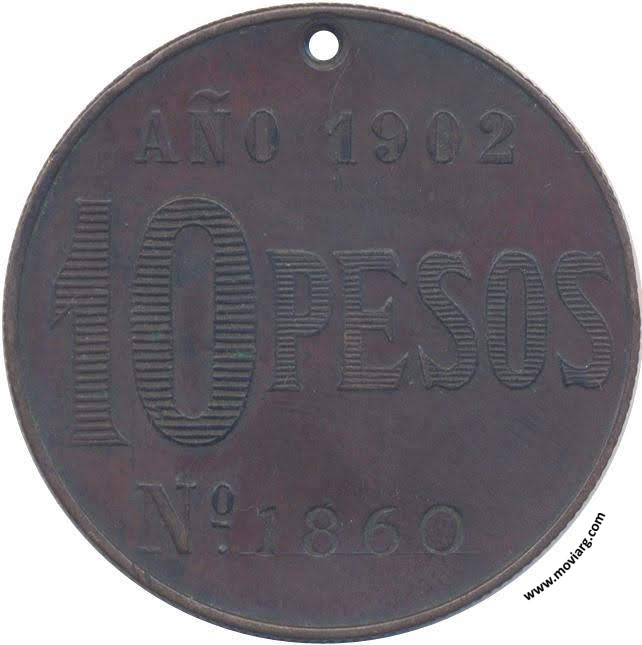 AÑO 1902
10 PESOS
Nº. 1860
www.moviarg.com